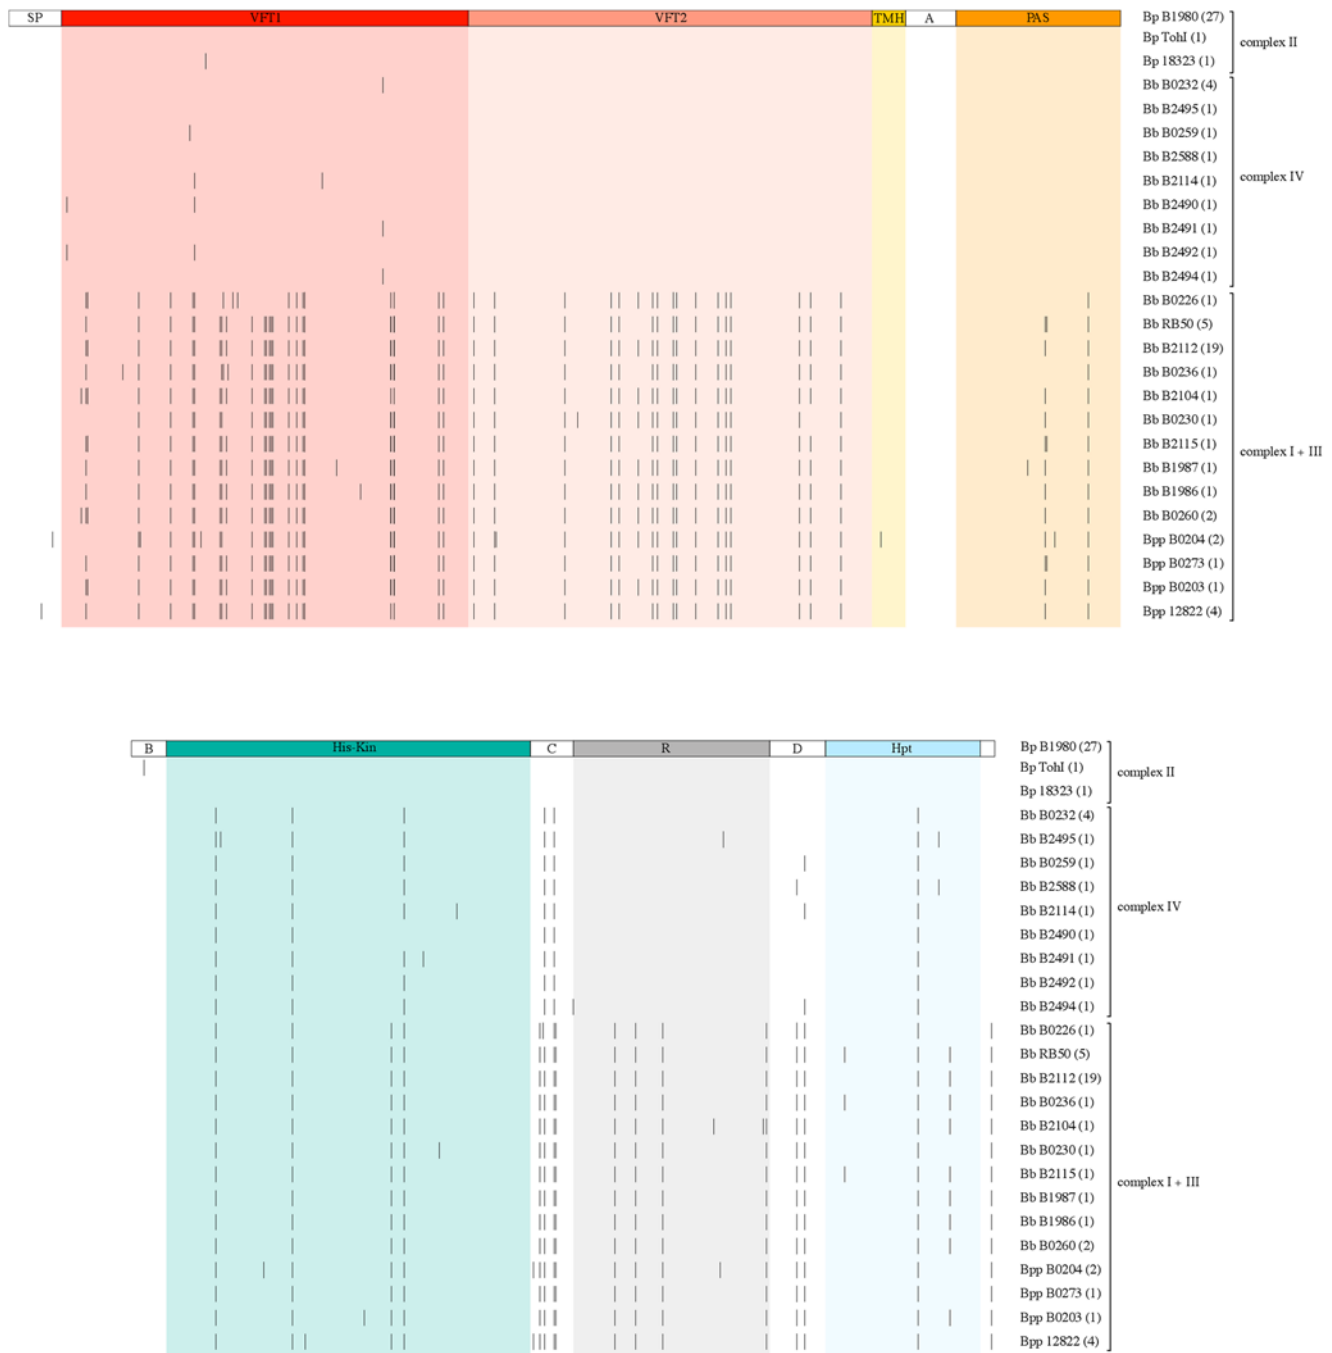 SP VFT1 VFT2 TMH A PAS Bp B1980 (27)
Bp TohI (1)
complex II
Bp 18323 (1)
Bb B0232 (4)
Bb B2495 (1)
Bb B0259 (1)
Bb B2588 (1)
complex IV
Bb B2114 (1)
Bb B2490 (1)
Bb B2491 (1)
Bb B2492 (1)
Bb B2494 (1)
Bb B0226 (1)
Bb RB50 (5)
Bb B2112 (19)
Bb B0236 (1)
Bb B2104 (1)
Bb B0230 (1)
Bb B2115 (1)
complex I + III
Bb B1987 (1)
Bb B1986 (1)
Bb B0260 (2)
Bpp B0204 (2)
Bpp B0273 (1)
Bpp B0203 (1)
Bpp 12822 (4)
B His-Kin C R D Hpt Bp B1980 (27)
Bp TohI (1)
complex II
Bp 18323 (1)
Bb B0232 (4)
Bb B2495 (1)
Bb B0259 (1)
Bb B2588 (1)
complex IV
Bb B2114 (1)
Bb B2490 (1)
Bb B2491 (1)
Bb B2492 (1)
Bb B2494 (1)
Bb B0226 (1)
Bb RB50 (5)
Bb B2112 (19)
Bb B0236 (1)
Bb B2104 (1)
Bb B0230 (1)
Bb B2115 (1)
complex I + III
Bb B1987 (1)
Bb B1986 (1)
Bb B0260 (2)
Bpp B0204 (2)
Bpp B0273 (1)
Bpp B0203 (1)
Bpp 12822 (4)